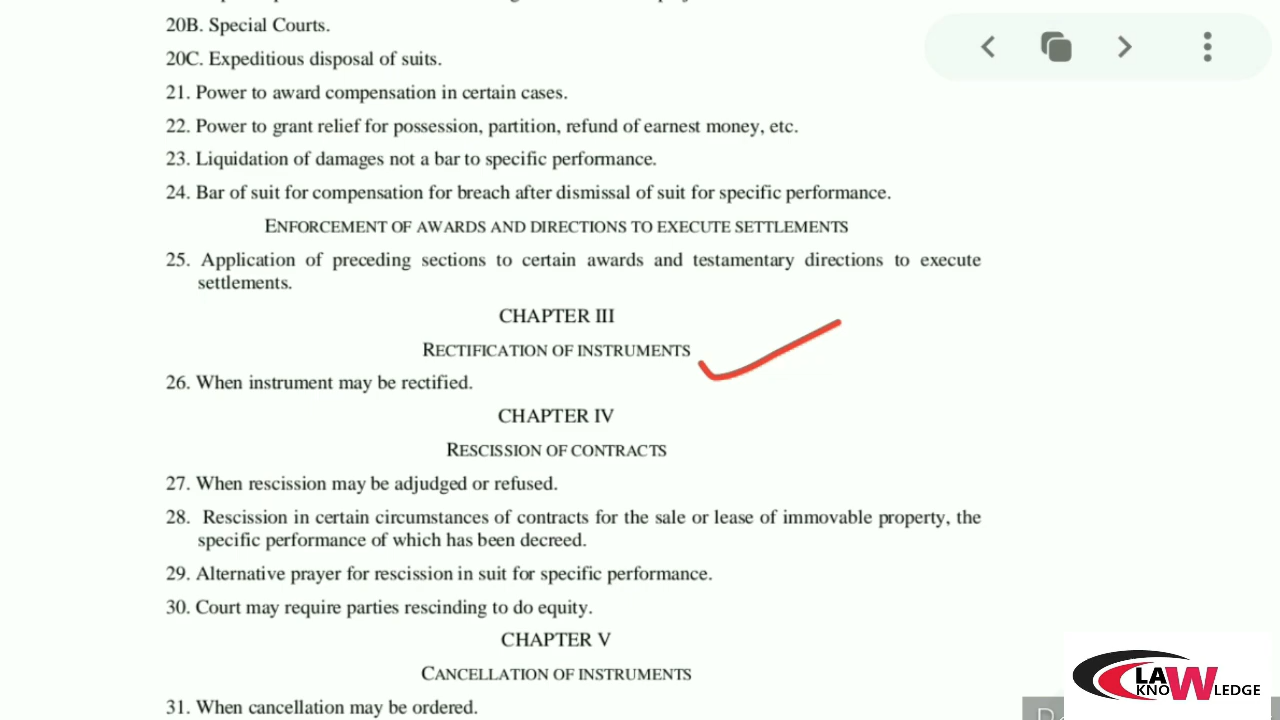 20B. Special Courts.
20C. Expeditious disposal of suits.
21. Power to award compensation in certain cases.
22. Power to grant relief for possession, partition, refund of earnest money, etc.
23. Liquidation of damages not a bar to specific performance.
24. Bar of suit for compensation for breach after dismissal of suit for specific performance.
ENFORCEMENT OF AWARDS AND DIRECTIONS TO EXECUTE SETTLEMENTS
25. Application of preceding sections to certain awards and testamentary directions to execute
settlements.
CHAPTER III
RECTIFICATION OF INSTRUMENTS
26. When instrument may be rectified.
CHAPTER IV
RESCISSION OF CONTRACTS
27. When rescission may be adjudged or refused.
28. Rescission in certain circumstances of contracts for the sale or lease of immovable property, the
specific performance of which has been decreed.
29. Alternative prayer for rescission in suit for specific performance.
30. Court may require parties rescinding to do equity.
CHAPTER V
CANCELLATION OF INSTRUMENTS
31. When cancellation may be ordered.
LAW
KNOWLEDGE